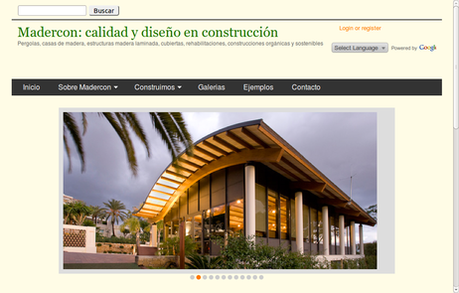 Buscar
Madercon: calidad y diseño en construcción
Login or register
Pergolas, casas de madera, estructuras madera laminada, cubiertas, rehabilitaciones, construcciones orgánicas y sostenibles
Select Language Powered by Google
Inicio Sobre Madercon Construimos Galerias Ejemplos Contacto